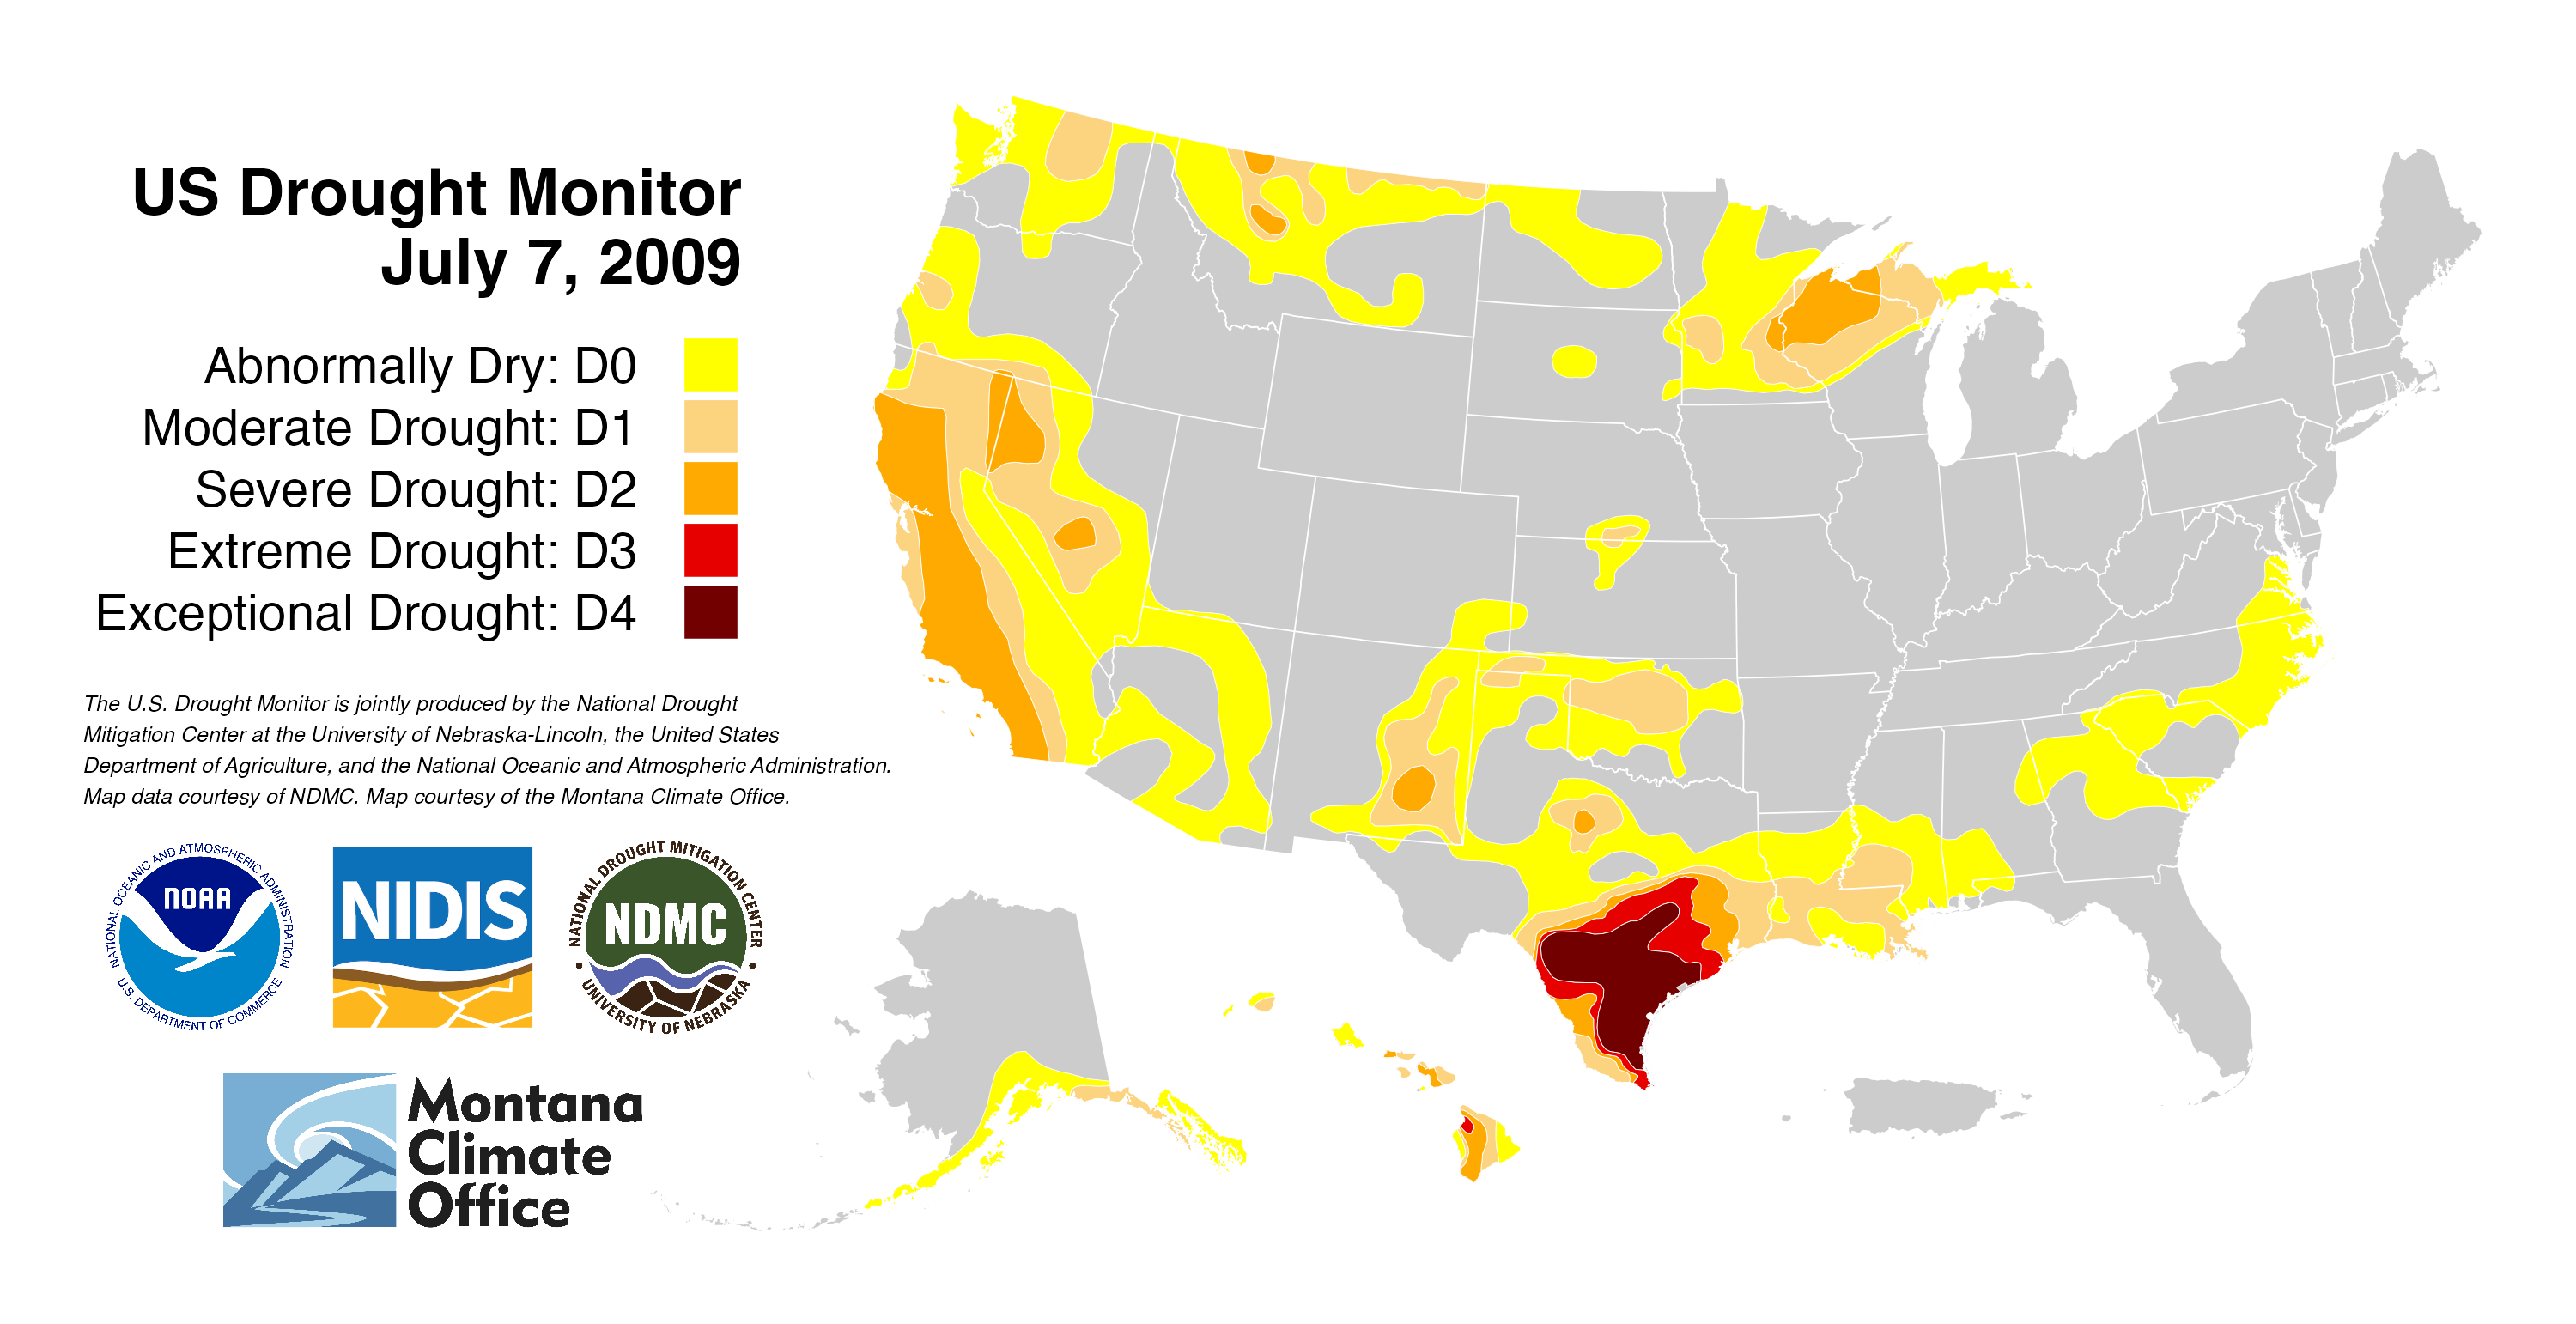 US Drought Monitor
July 7, 2009
Abnormally Dry: D0
Moderate Drought: D1
Severe Drought: D2
Extreme Drought: D3
Exceptional Drought: D4
The U.S. Drought Monitor is jointly produced by the National Drought
Mitigation Center at the University of Nebraska-Lincoln, the United States
Department of Agriculture, and the National Oceanic and Atmospheric Administration.
Map data courtesy of NDMC. Map courtesy of the Montana Climate Office.
NATIONAL OCEANIC AND ATMOSPHERIC ADMINISTRATION
NOAA
U.S. DEPARTMENT OF COMMERCE
NIDIS
NATIONAL DROUGHT MITIGATION CENTER
NDMC
UNIVERSITY OF NEBRASKA
Montana
Climate
Office